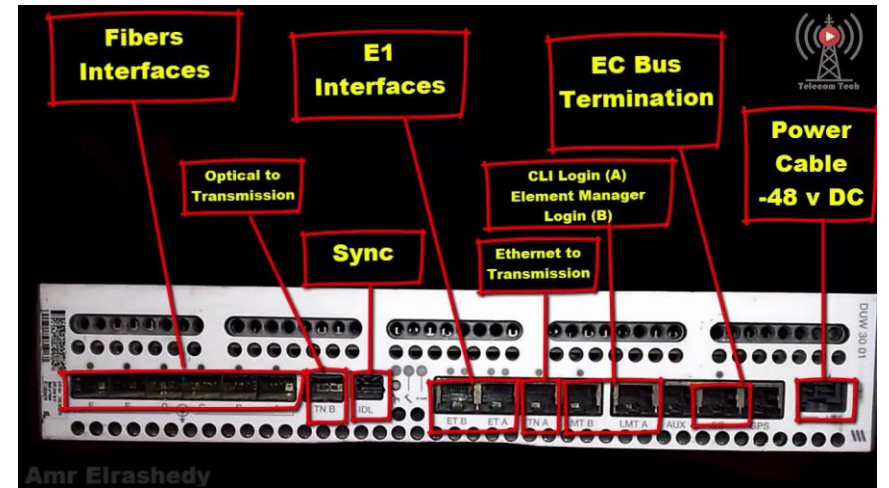 Fibers
Interfaces
E1
Interfaces
EC Bus
Termination
Telecom Tech
Power
Cable
-48 v DC
Optical to
Transmission
CLI Login (A)
Element Manager
Login (B)
Sync
Ethernet to
Transmission
DUW 30 01
TN B
IDL
ET B
ET A
TN A
LMT B
LMT A
AUX
EC
GPS
Amr Elrashedy